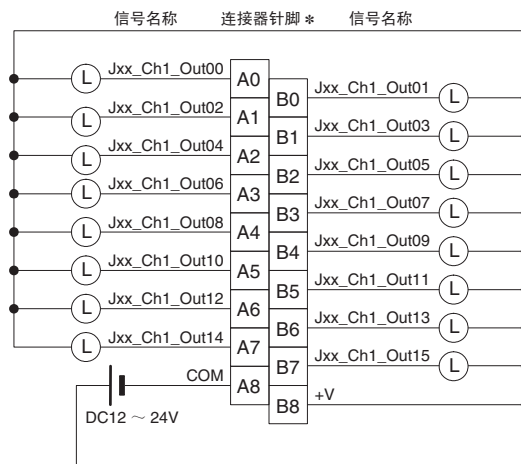 信号名称 连接器针脚 * 信号名称
Jxx_Ch1_Out00 A0
L
B0 Jxx_Ch1_Out01
L
Jxx_Ch1_Out02 A1
L
B1 Jxx_Ch1_Out03
L
Jxx_Ch1_Out04 A2
L
B2 Jxx_Ch1_Out05
L
Jxx_Ch1_Out06 A3
L
B3 Jxx_Ch1_Out07
L
Jxx_Ch1_Out08 A4
L
B4 Jxx_Ch1_Out09
L
Jxx_Ch1_Out10 A5
L
B5 Jxx_Ch1_Out11
L
Jxx_Ch1_Out12 A6
L
B6 Jxx_Ch1_Out13
L
Jxx_Ch1_Out14 A7
L
B7 Jxx_Ch1_Out15
L
COM A8
B8 +V
DC12 ～ 24V